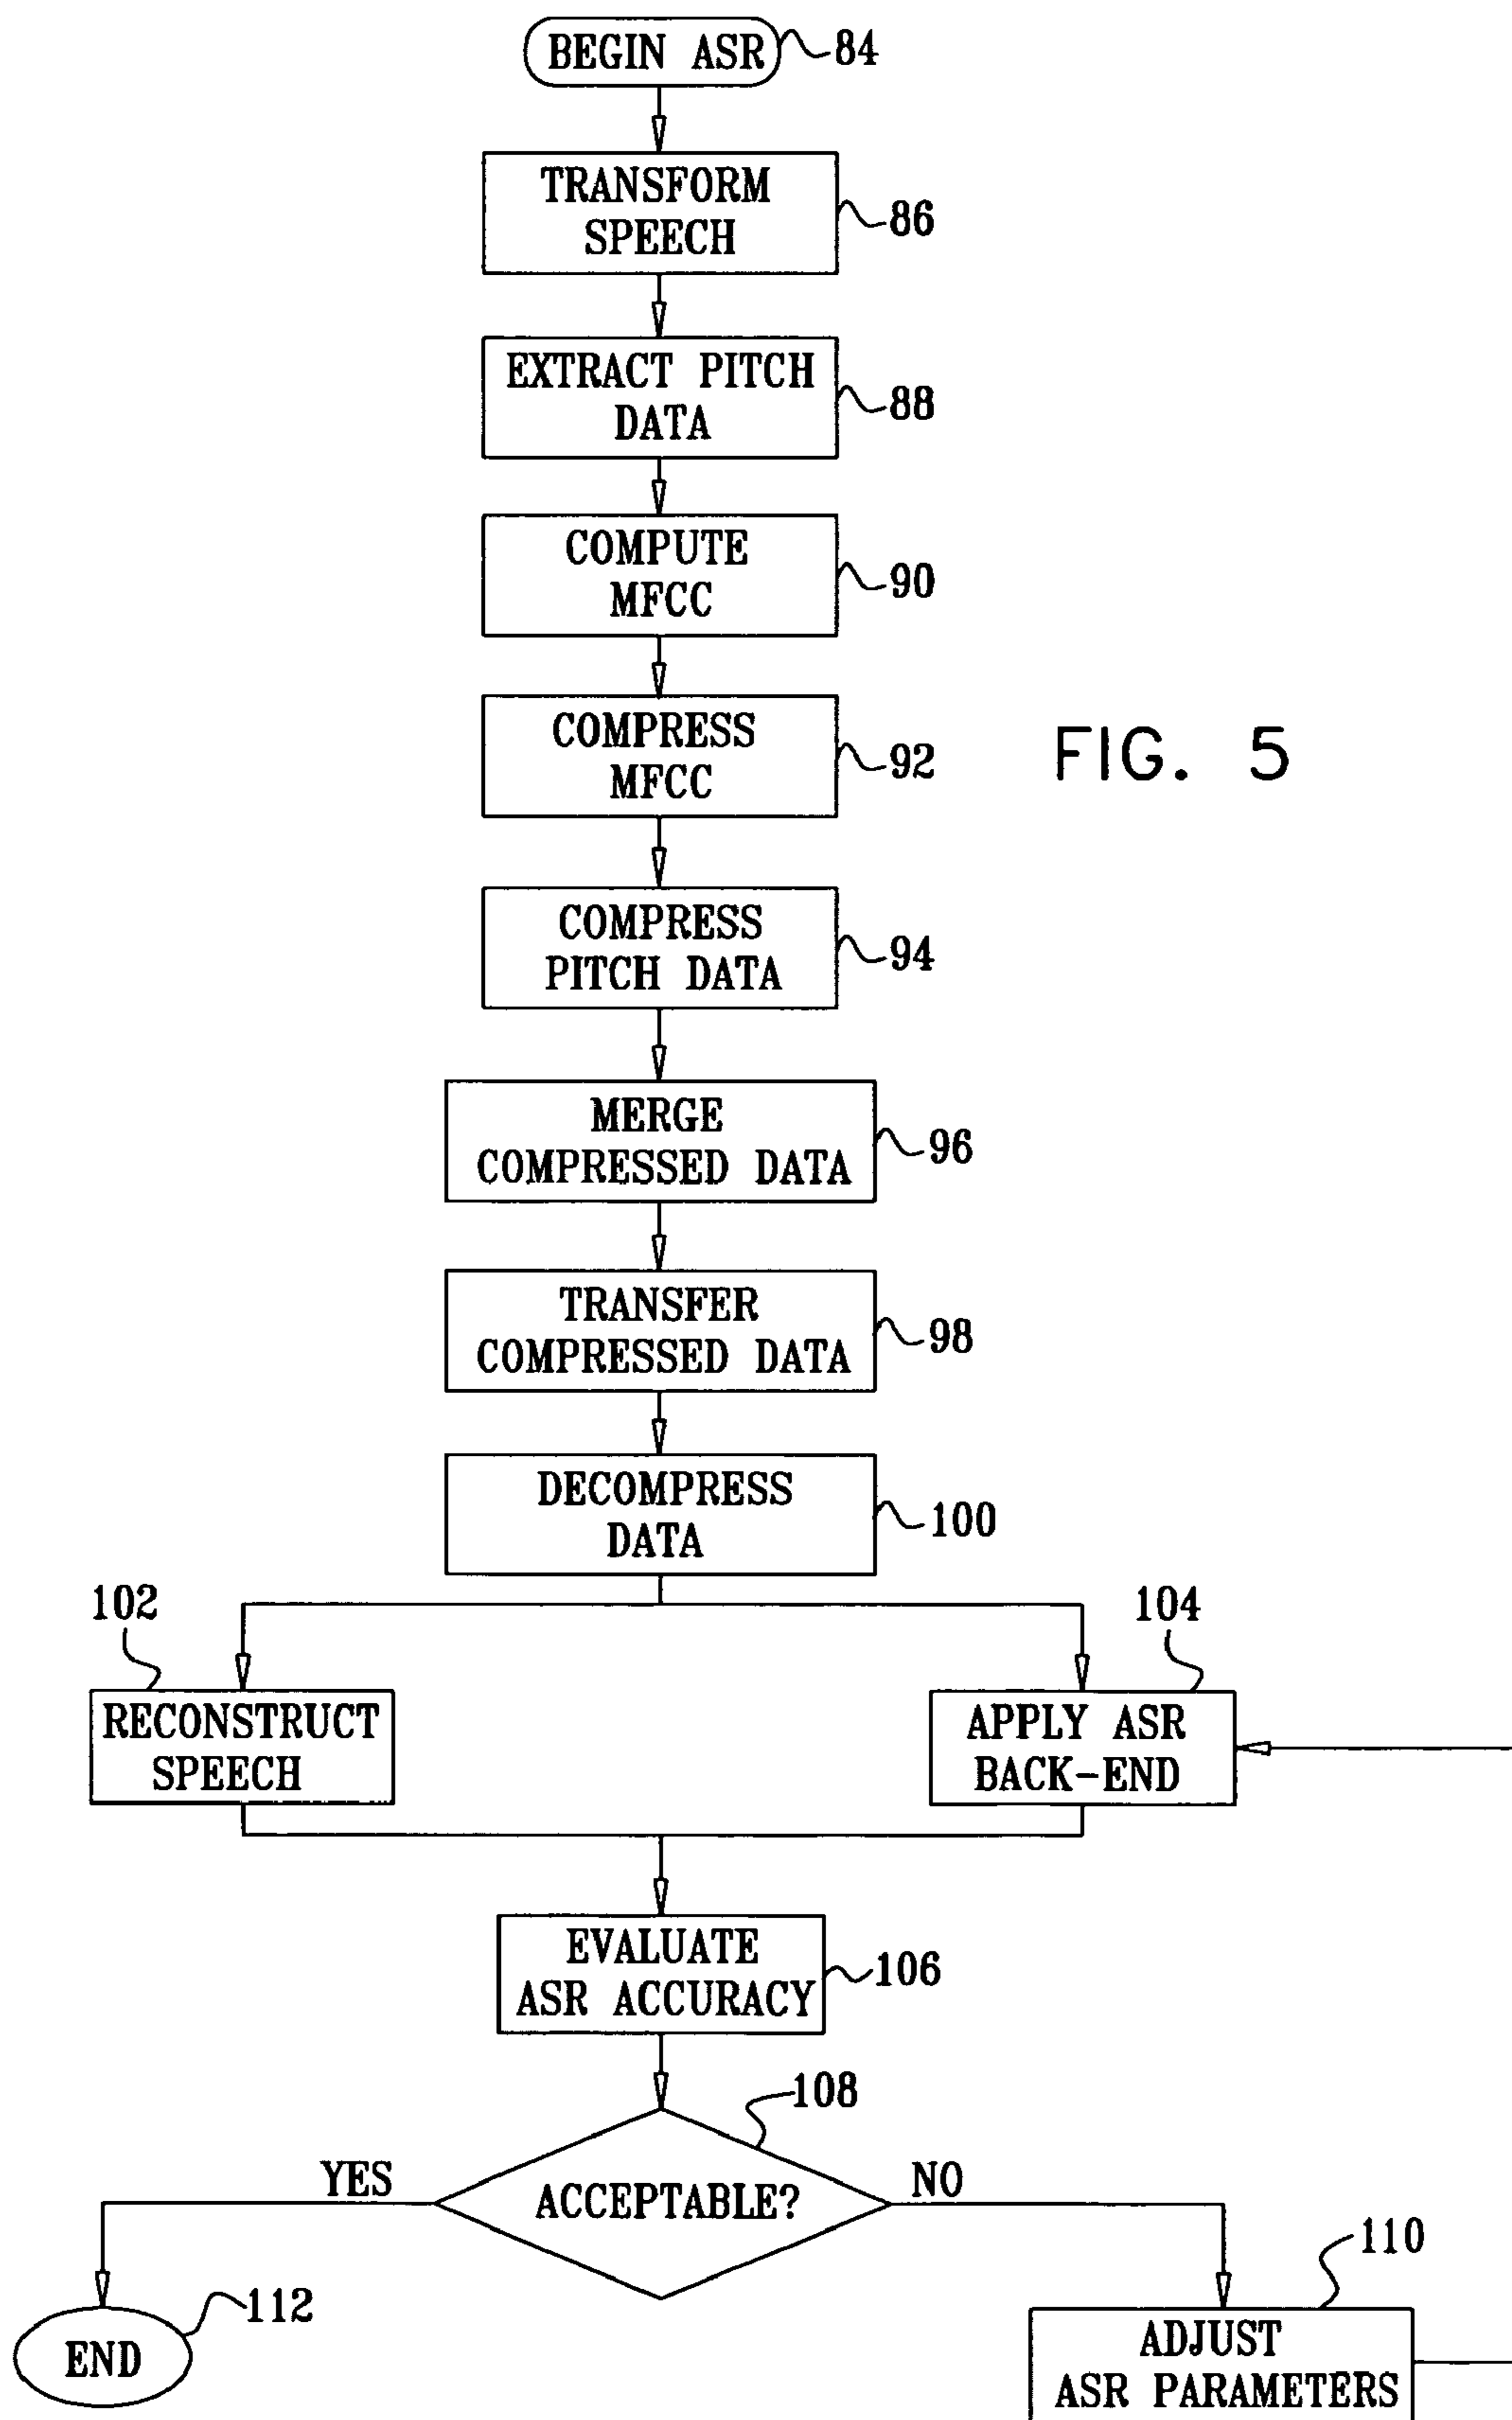 BEGIN ASR
84
TRANSFORM
SPEECH
86
EXTRACT PITCH
DATA
88
COMPUTE
MFCC
90
COMPRESS
MFCC
92
FIG. 5
COMPRESS
PITCH DATA
94
MERGE
COMPRESSED DATA
96
TRANSFER
COMPRESSED DATA
98
DECOMPRESS
DATA
100
102
104
RECONSTRUCT
SPEECH
APPLY ASR
BACK-END
EVALUATE
ASR ACCURACY
106
108
YES
ACCEPTABLE?
NO
110
112
END
ADJUST
ASR PARAMETERS